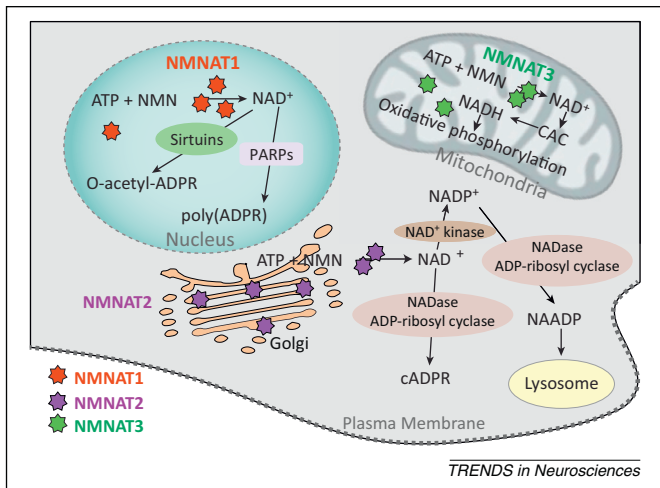 NMNAT1
ATP + NMN
NAD+
Sirtuins
PARPs
O-acetyl-ADPR
poly(ADPR)
Nucleus
NMNAT3
ATP + NMN
NAD+
NADH
CAC
Oxidative phosphorylation
Mitochondria
NADP+
NAD+ kinase
ATP + NMN
NAD +
NADase
ADP-ribosyl cyclase
NMNAT2
Golgi
NADase
ADP-ribosyl cyclase
NAADP
cADPR
Lysosome
NMNAT1
NMNAT2
NMNAT3
Plasma Membrane
TRENDS in Neurosciences